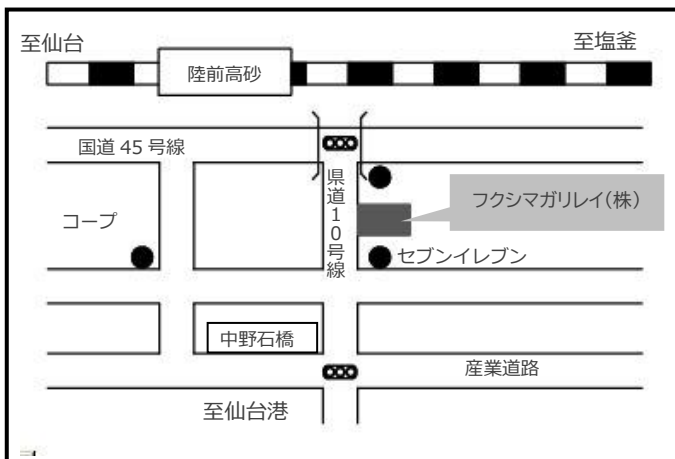 至仙台
至塩釜
陸前高砂
国道 45 号線
県道10号線
フクシマガリレイ(株)
コープ
セブンイレブン
中野石橋
産業道路
至仙台港